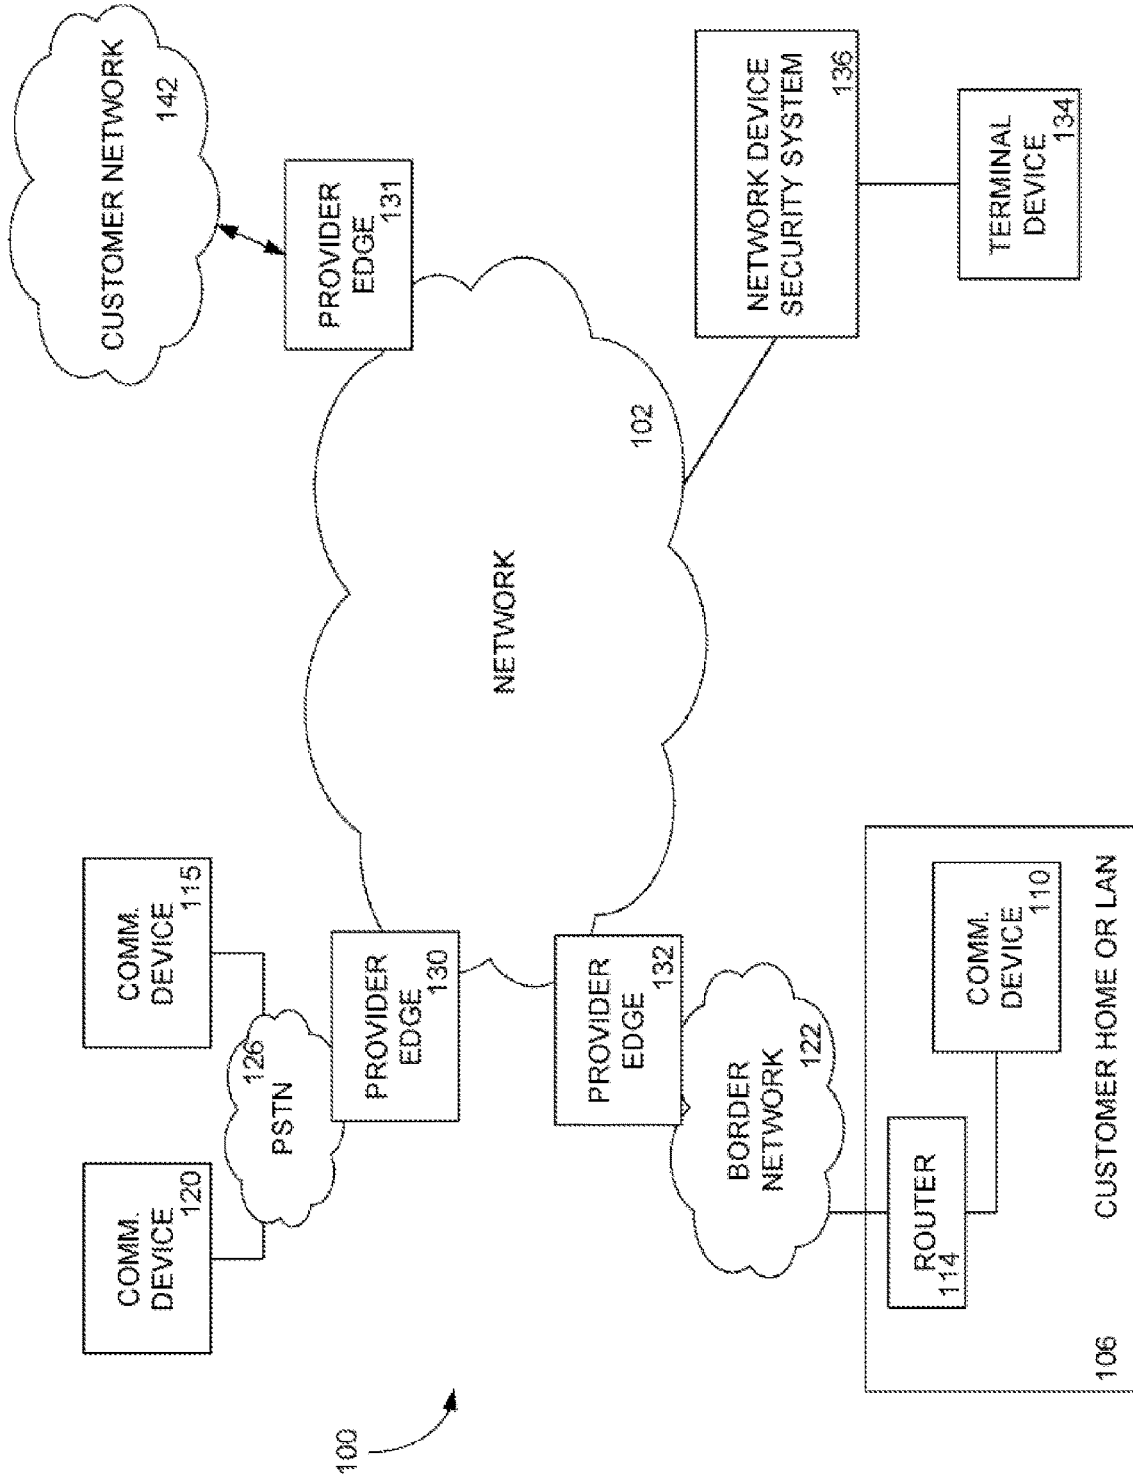 COMM.
DEVICE
120
COMM.
DEVICE
115
CUSTOMER NETWORK
142
126
PSTN
PROVIDER
EDGE
131
PROVIDER
EDGE
130
NETWORK
102
PROVIDER
EDGE
132
BORDER
NETWORK
122
NETWORK DEVICE
SECURITY SYSTEM
136
ROUTER
114
COMM.
DEVICE
110
TERMINAL
DEVICE
134
106
CUSTOMER HOME OR LAN
100